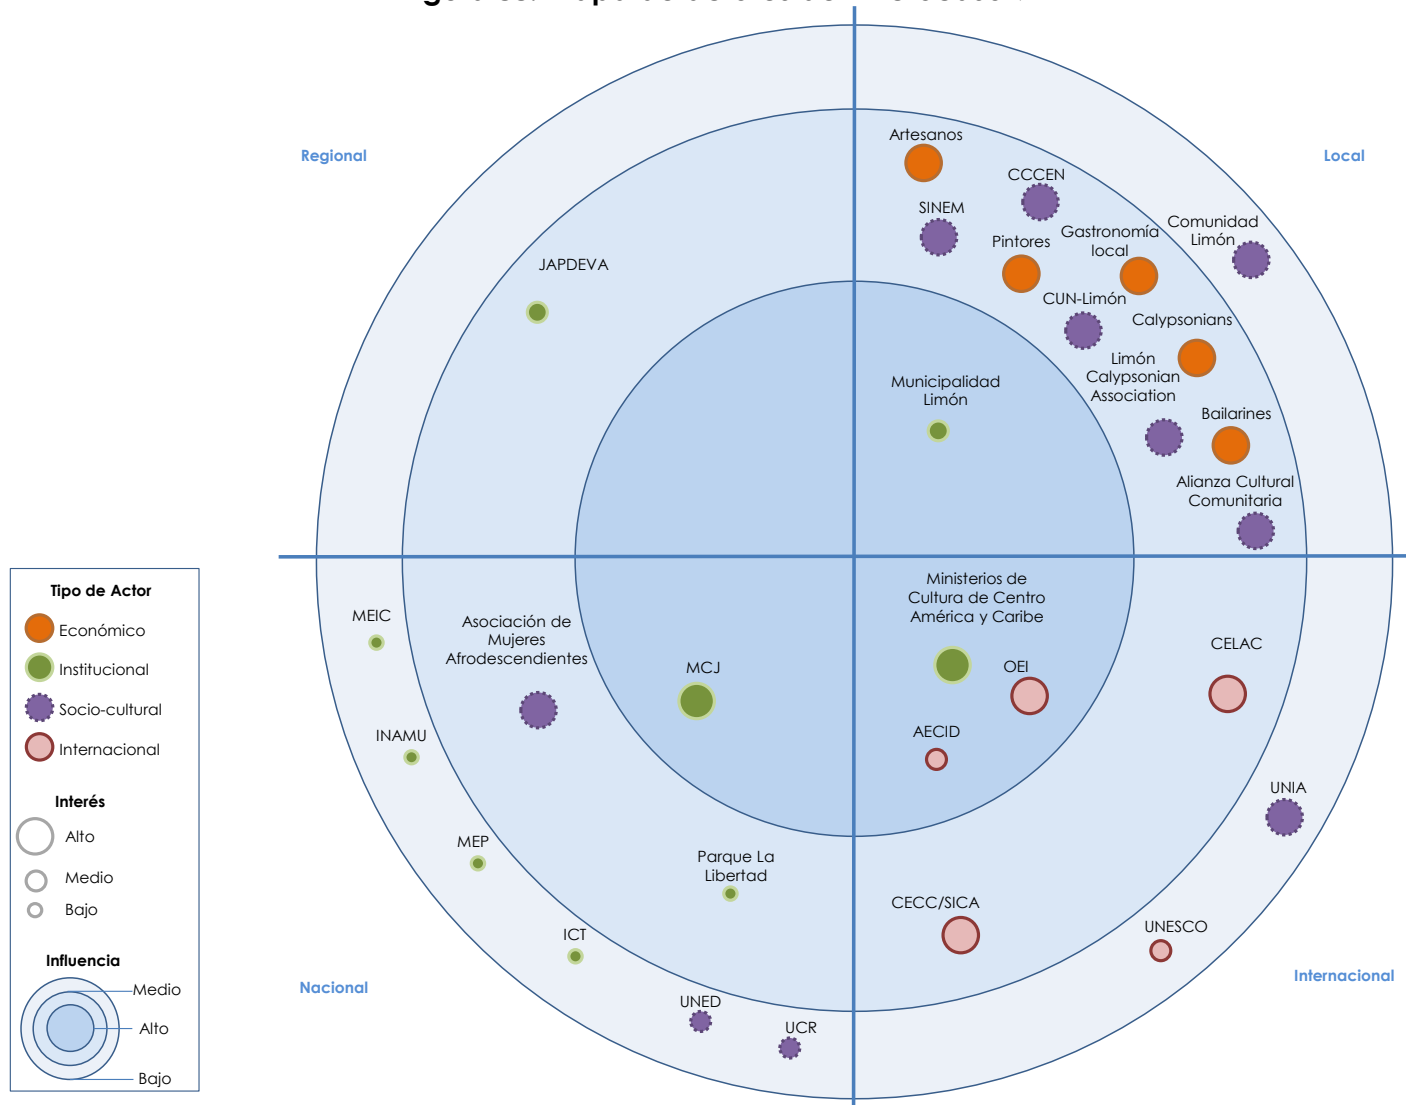 Regional
Local
Artesanos
CCCEN
SINEM
Pintores
Gastronomía
local
Comunidad
Limón
JAPDEVA
CUN-Limón
Calypsonians
Limón
Calypsonian
Association
Municipalidad
Limón
Bailarines
Alianza Cultural
Comunitaria
Ministerios de
Cultura de Centro
América y Caribe
OEI
AECID
CELAC
UNIA
CECC/SICA
UNESCO
Internacional
MEIC
Asociación de
Mujeres
Afrodescendientes
MCJ
INAMU
MEP
Parque La
Libertad
ICT
UNED
UCR
Nacional
Tipo de Actor
Económico
Institucional
Socio-cultural
Internacional
Interés
Alto
Medio
Bajo
Influencia
Medio
Alto
Bajo